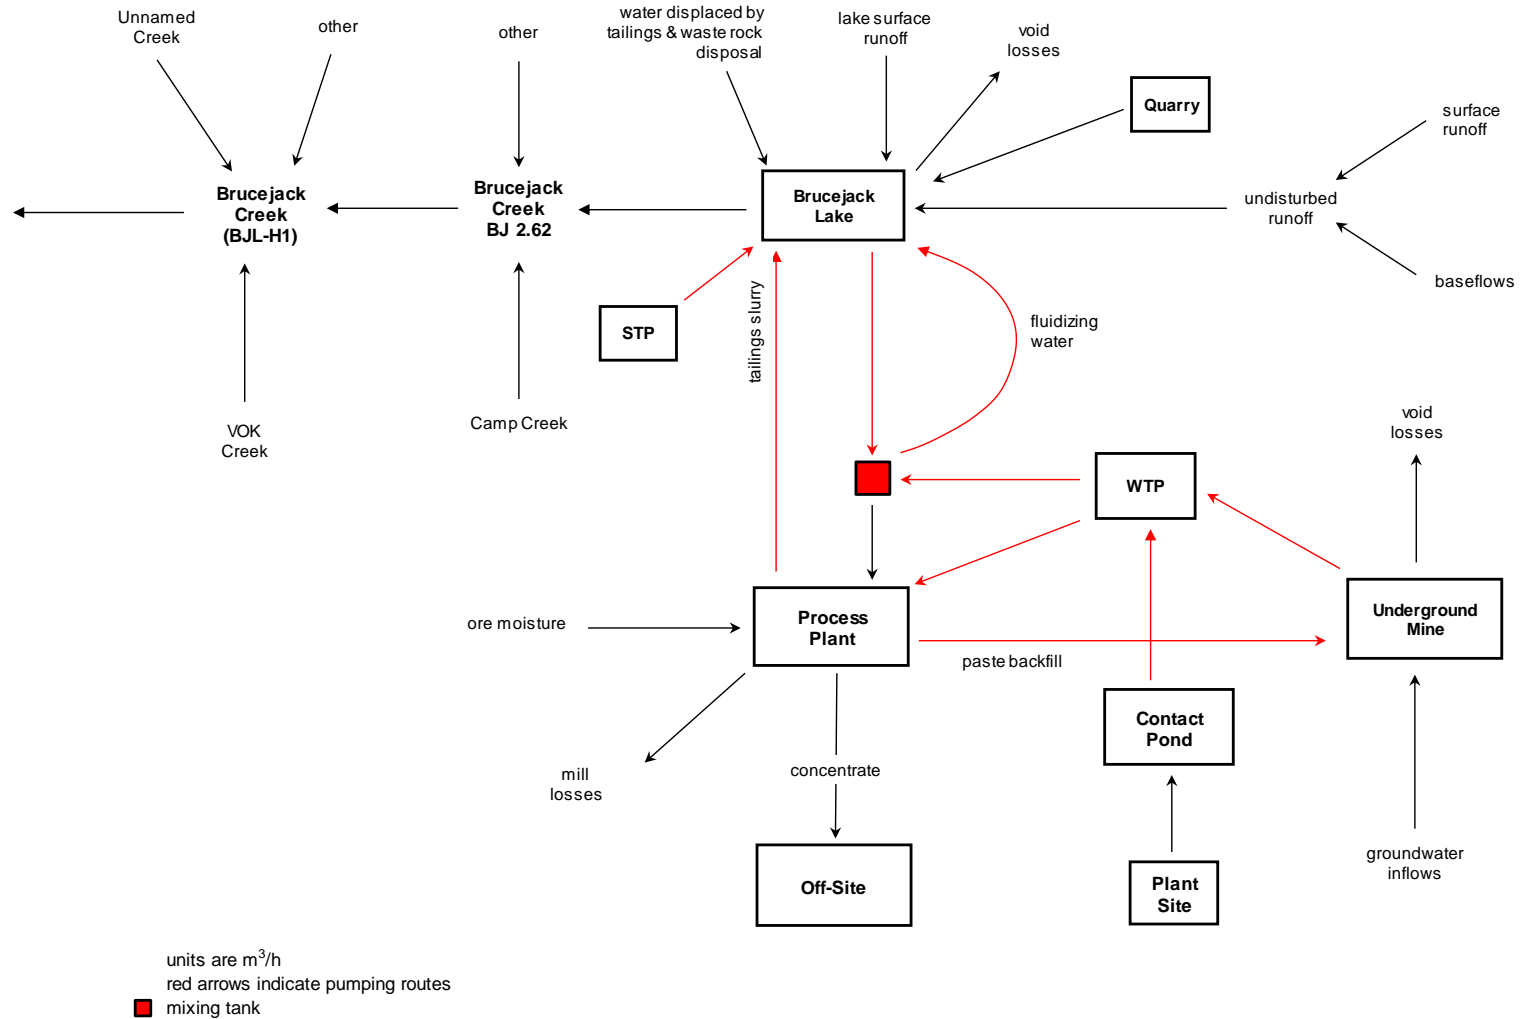 Unnamed
Creek
other
other
water displaced by
tailings & waste rock
disposal
lake surface
runoff
void
losses
Quarry
surface
runoff
Brucejack
Creek
(BJL-H1)
Brucejack
Creek
BJ 2.62
Brucejack
Lake
undisturbed
runoff
baseflows
STP
tailings slurry
fluidizing
water
VOK
Creek
Camp Creek
void
losses
WTP
ore moisture
Process
Plant
paste backfill
Underground
Mine
Contact
Pond
mill
losses
concentrate
groundwater
inflows
Off-Site
Plant
Site
units are m³/h
red arrows indicate pumping routes
mixing tank